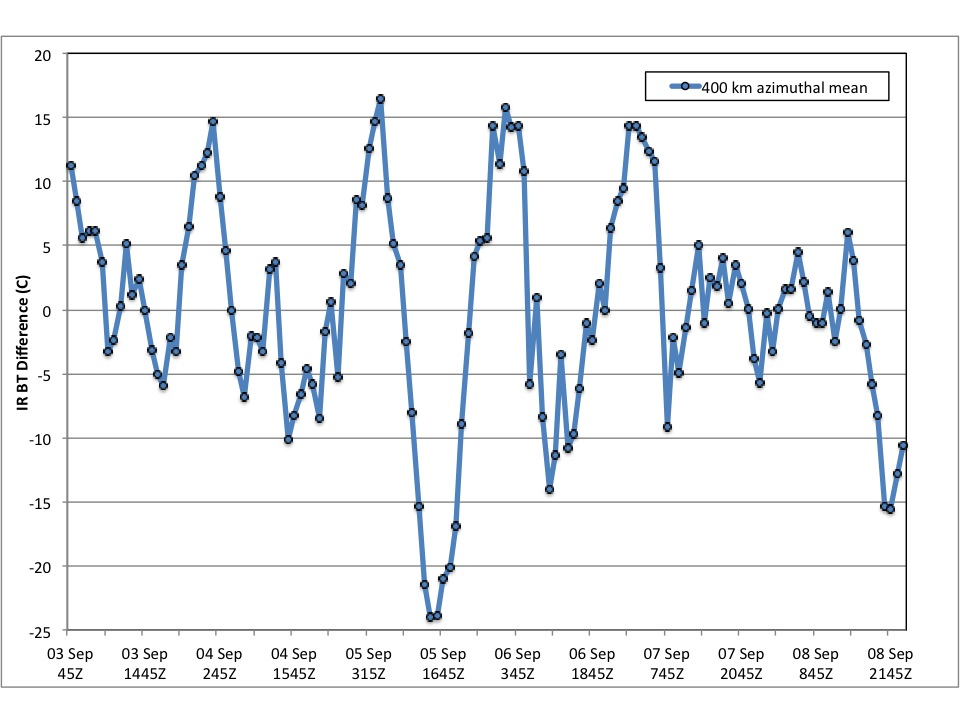 20
400 km azimuthal mean
15
10
5
0
-5
-10
-15
-20
-25
IR BT Difference (C)
03 Sep 03 Sep 04 Sep 04 Sep 05 Sep 05 Sep 06 Sep 06 Sep 07 Sep 07 Sep 08 Sep 08 Sep
45Z 1445Z 245Z 1545Z 315Z 1645Z 345Z 1845Z 745Z 2045Z 845Z 2145Z